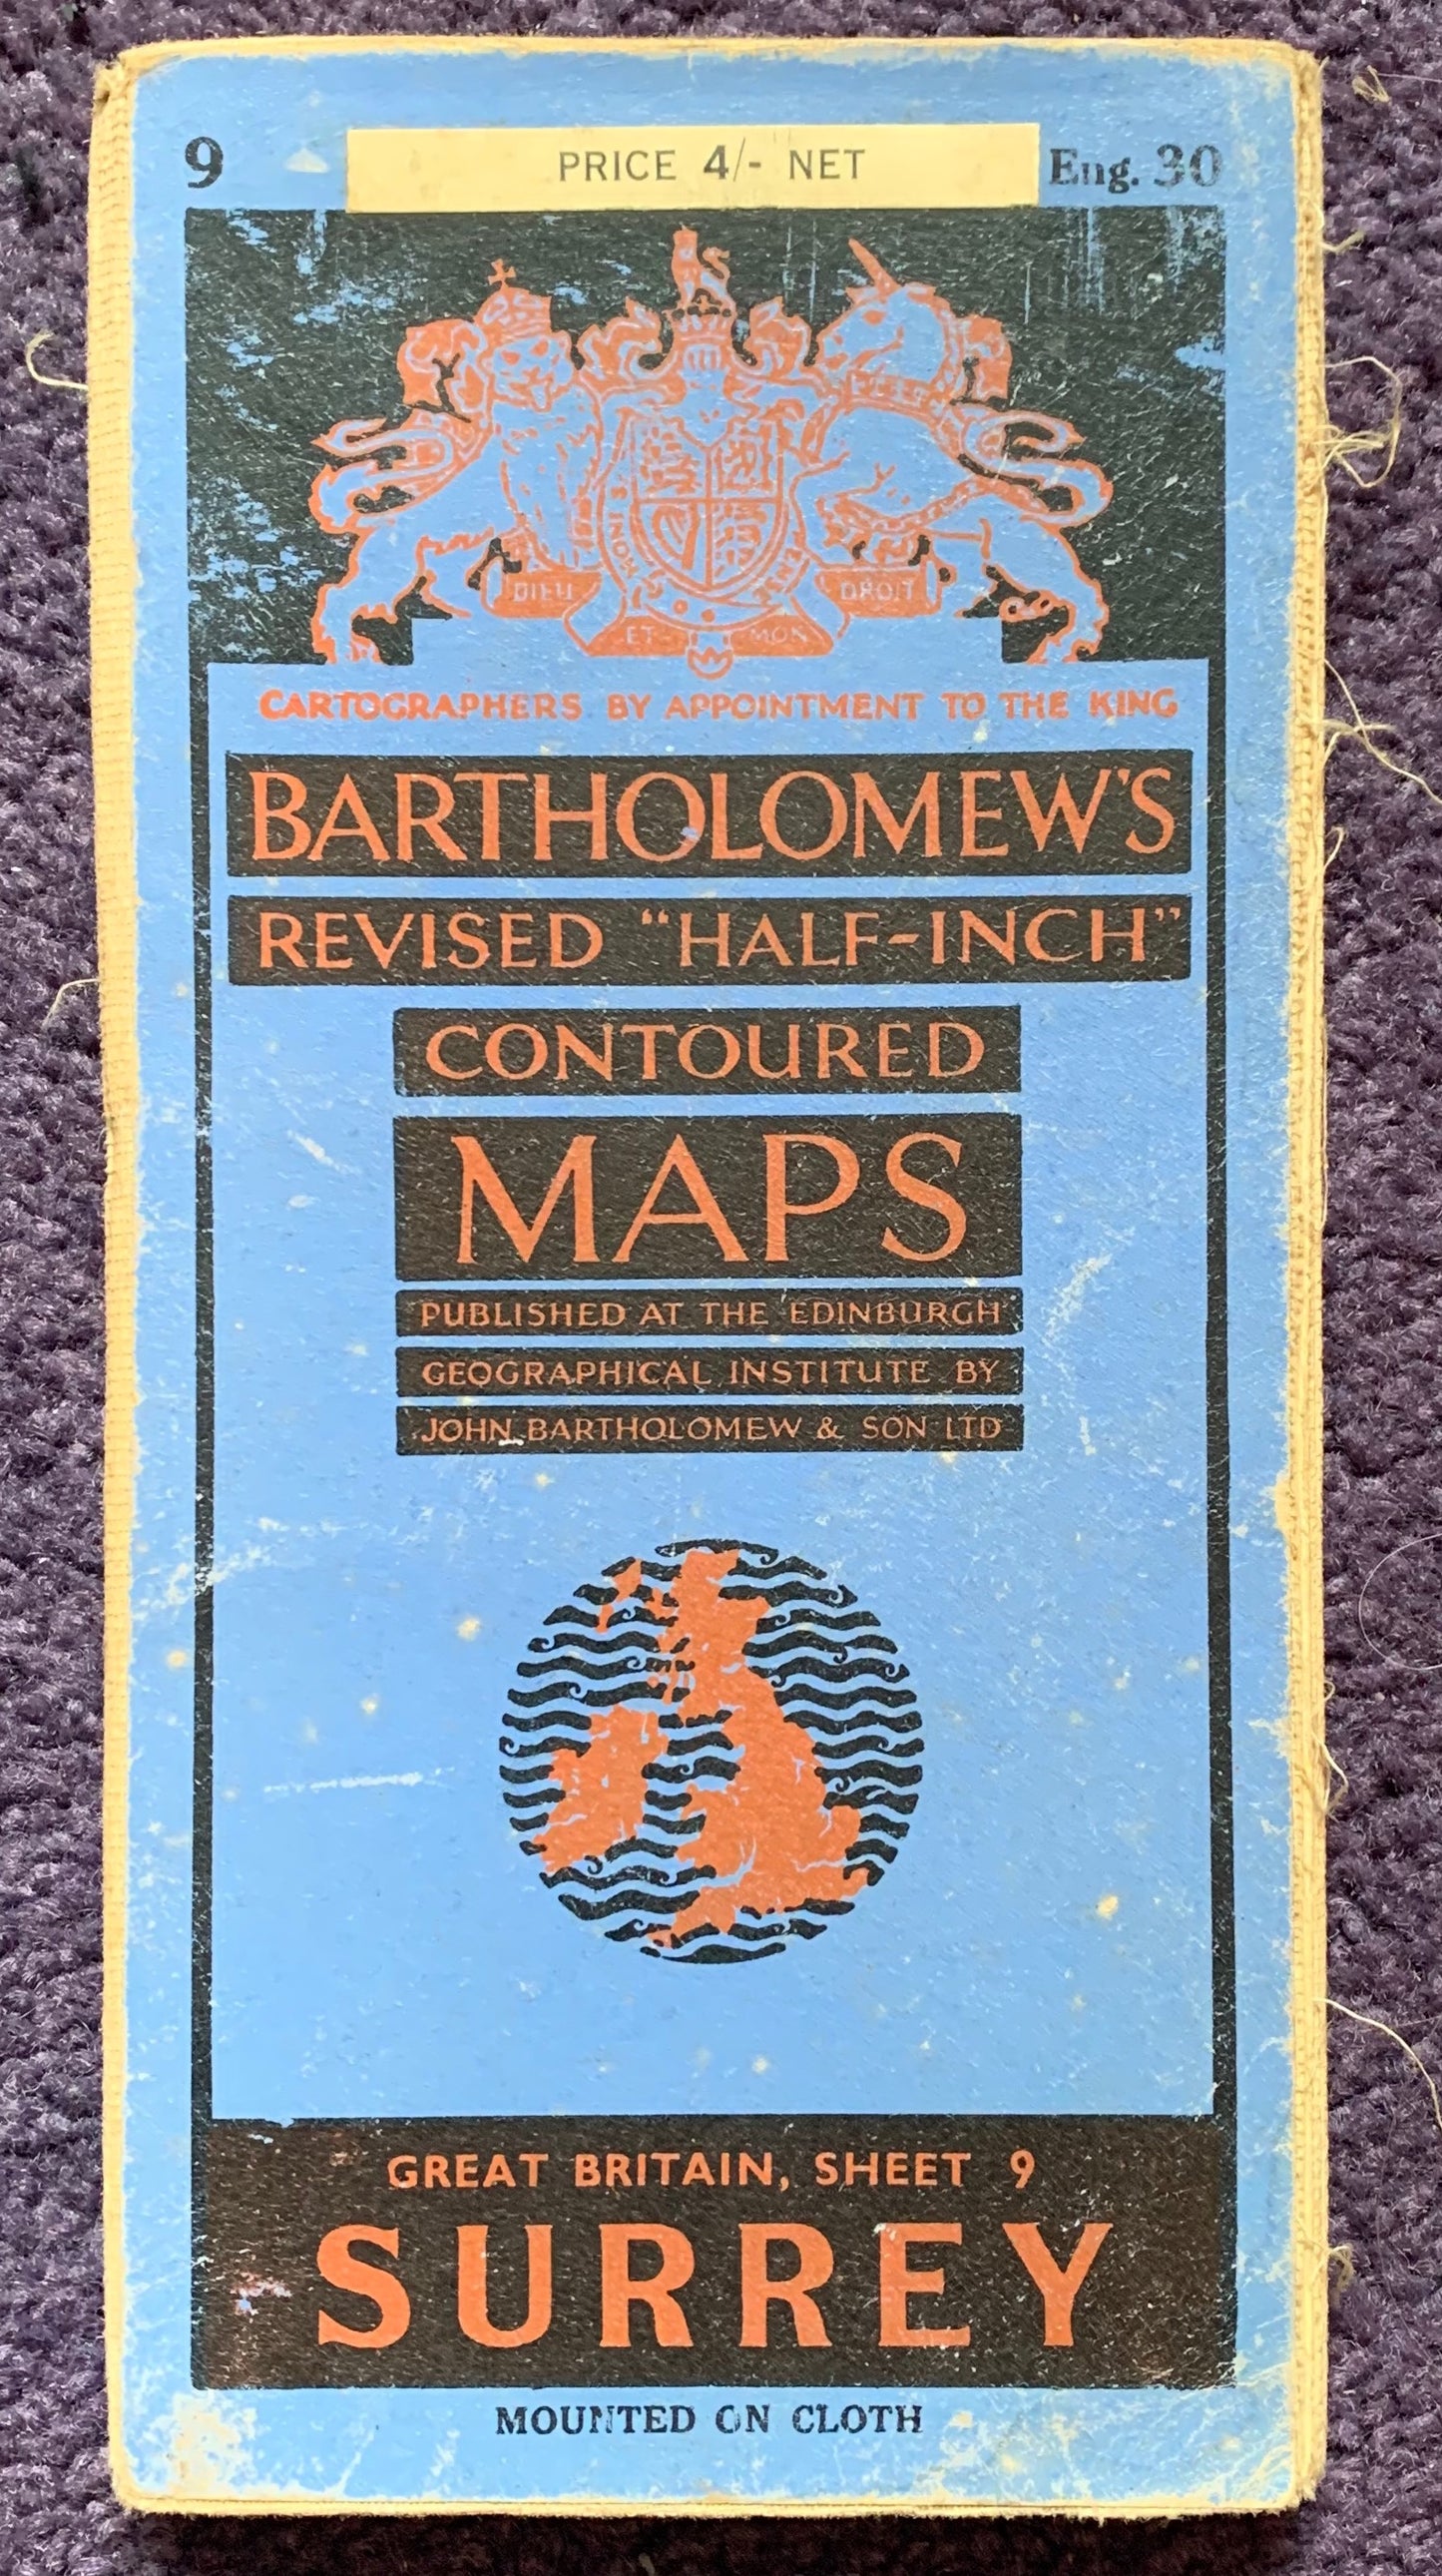 9
PRICE 4/- NET
Eng. 30
DIEU
DROIT
ET MON
CARTOGRAPHERS BY APPOINTMENT TO THE KING
BARTHOLOMEW'S
REVISED "HALF-INCH"
CONTOURED
MAPS
PUBLISHED AT THE EDINBURGH
GEOGRAPHICAL INSTITUTE BY
JOHN BARTHOLOMEW & SON LTD
GREAT BRITAIN, SHEET 9
SURREY
MOUNTED ON CLOTH